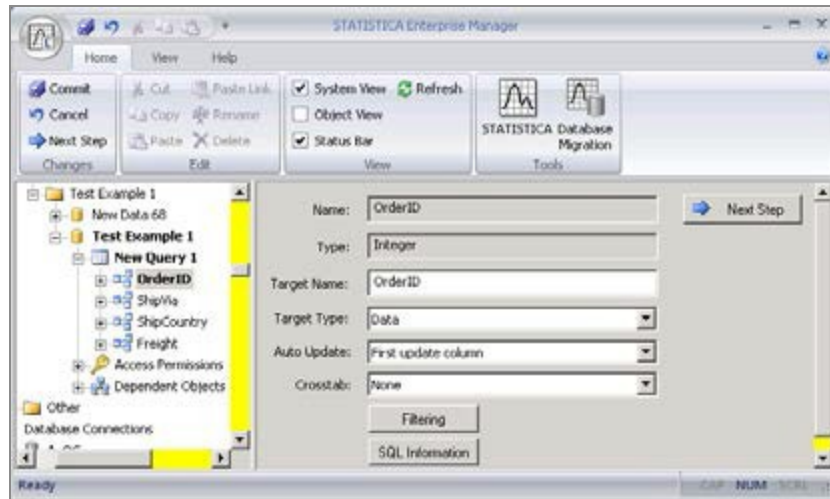 STATISTICA Enterprise Manager
Home View Help
Commit Cut Paste Link System View Refresh
Cancel Copy Rename Object View
Next Step Paste Delete Status Bar
STATISTICA Database Migration
Changes Edit View Tools
Test Example 1
New Data 68
Test Example 1
New Query 1
OrderID
ShipVia
ShipCountry
Freight
Access Permissions
Dependent Objects
Other
Database Connections
Name: OrderID
Next Step
Type: Integer
Target Name: OrderID
Target Type: Data
Auto Update: First update column
Crosstab: None
Filtering
SQL Information
Ready
CAP NUM SCRL